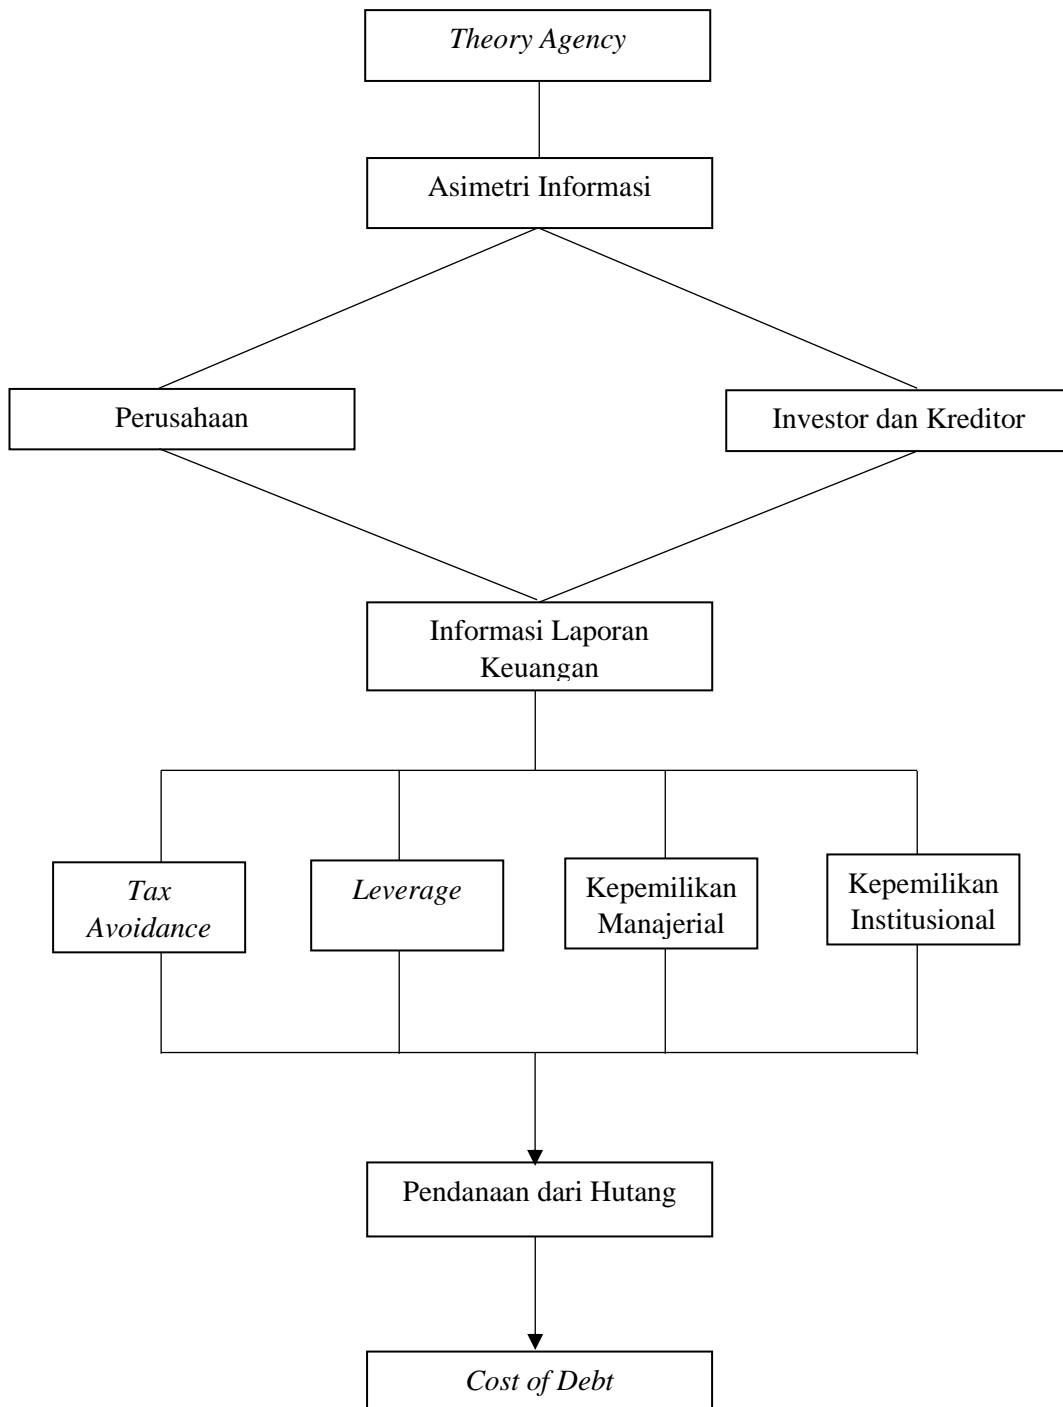 Theory Agency
Asimetri Informasi
Perusahaan
Investor dan Kreditor
Informasi Laporan
Keuangan
Tax
Avoidance
Leverage
Kepemilikan
Manajerial
Kepemilikan
Institusional
Pendanaan dari Hutang
Cost of Debt